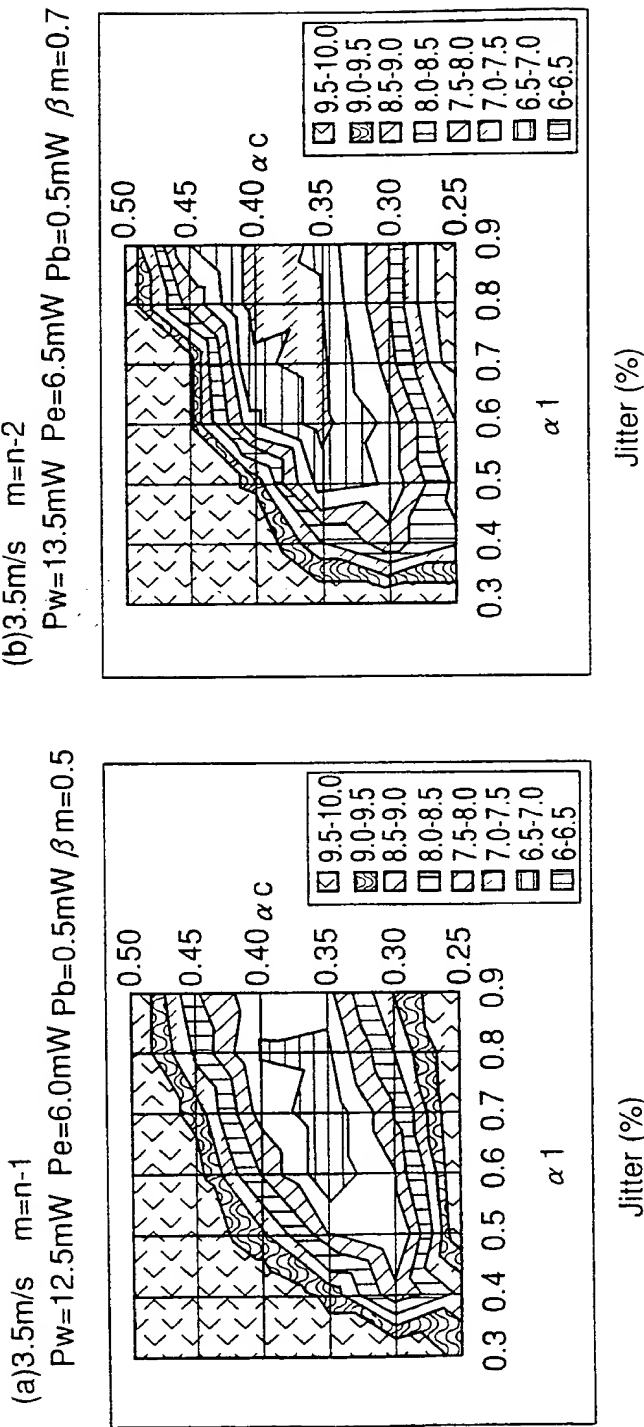 (a)3.5m/s m=n-1
Pw=12.5mW Pe=6.0mW Pb=0.5mW βm=0.5
0.50
0.45
0.40
0.35
0.30
0.25
αc
0.3 0.4 0.5 0.6 0.7 0.8 0.9
α1
9.5-10.0
9.0-9.5
8.5-9.0
8.0-8.5
7.5-8.0
7.0-7.5
6.5-7.0
6-6.5
Jitter (%)
(b)3.5m/s m=n-2
Pw=13.5mW Pe=6.5mW Pb=0.5mW βm=0.7
0.50
0.45
0.40
0.35
0.30
0.25
αc
0.3 0.4 0.5 0.6 0.7 0.8 0.9
α1
9.5-10.0
9.0-9.5
8.5-9.0
8.0-8.5
7.5-8.0
7.0-7.5
6.5-7.0
6-6.5
Jitter (%)